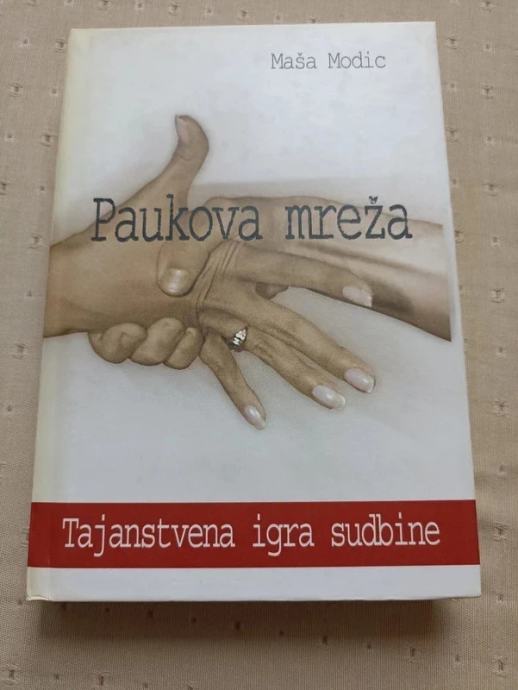 Maša Modic
Paukova mreža
Tajanstvena igra sudbine